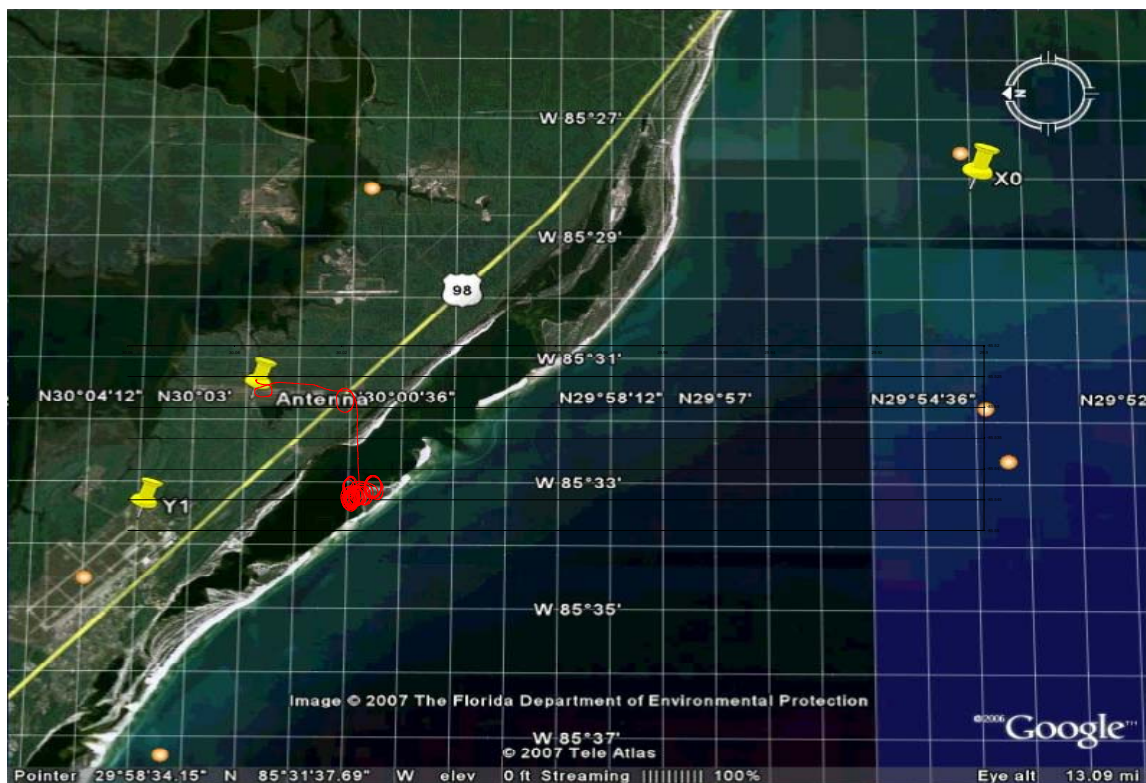 W 85°27'
N
X0
W 85°29'
98
W 85°31'
N30°04'12" N30°03' Antenna 30°00'36" N29°58'12" N29°57' N29°54'36" N29°52
W 85°33'
Y1
W 85°35'
Image © 2007 The Florida Department of Environmental Protection
©2006 Google™
W 85°37'
© 2007 Tele Atlas
Pointer 29°58'34.15" N 85°31'37.69" W elev 0 ft Streaming |||||||||| 100% Eye alt 13.09 mi